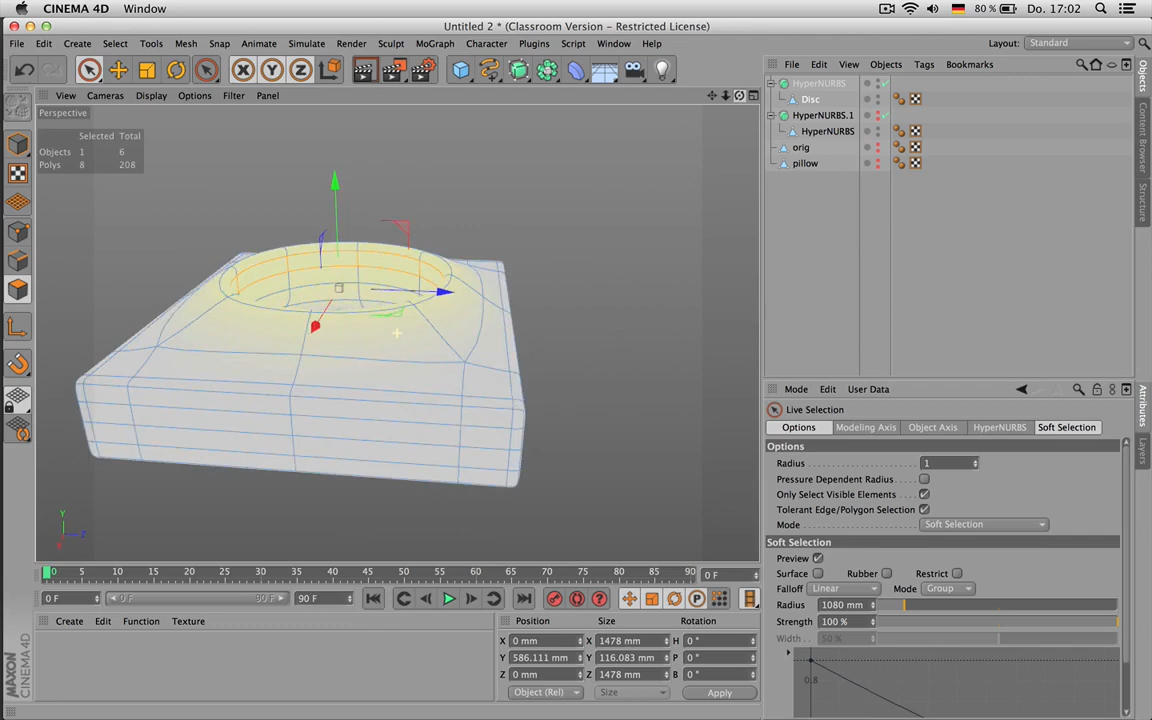 CINEMA 4D Window 80 % Do. 17:02
Untitled 2 * (Classroom Version - Restricted License)
File Edit Create Select Tools Mesh Snap Animate Simulate Render Sculpt MoGraph Character Plugins Script Window Help Layout: Standard
X Y Z
View Cameras Display Options Filter Panel
File Edit View Objects Tags Bookmarks
Perspective
Selected Total
Objects 1 6
Polys 8 208
HyperNURBS
Disc
HyperNURBS.1
HyperNURBS
orig
pillow
Objects
Content Browser
Structure
Mode Edit User Data
Live Selection
Options Modeling Axis Object Axis HyperNURBS Soft Selection
Options
Radius 1
Pressure Dependent Radius
Only Select Visible Elements
Tolerant Edge/Polygon Selection
Mode Soft Selection
Soft Selection
Preview
Surface Rubber Restrict
Falloff Linear Mode Group
Radius 1080 mm
Strength 100 %
Width 50 %
0.8
Attributes
Layers
Y
Z
0 5 10 15 20 25 30 35 40 45 50 55 60 65 70 75 80 85 90 0 F
0 F 0 F 90 F 90 F
P
Create Edit Function Texture
Position Size Rotation
X 0 mm X 1478 mm H 0 °
Y 586.111 mm Y 116.083 mm P 0 °
Z 0 mm Z 1478 mm B 0 °
Object (Rel) Size Apply
MAXON
CINEMA 4D